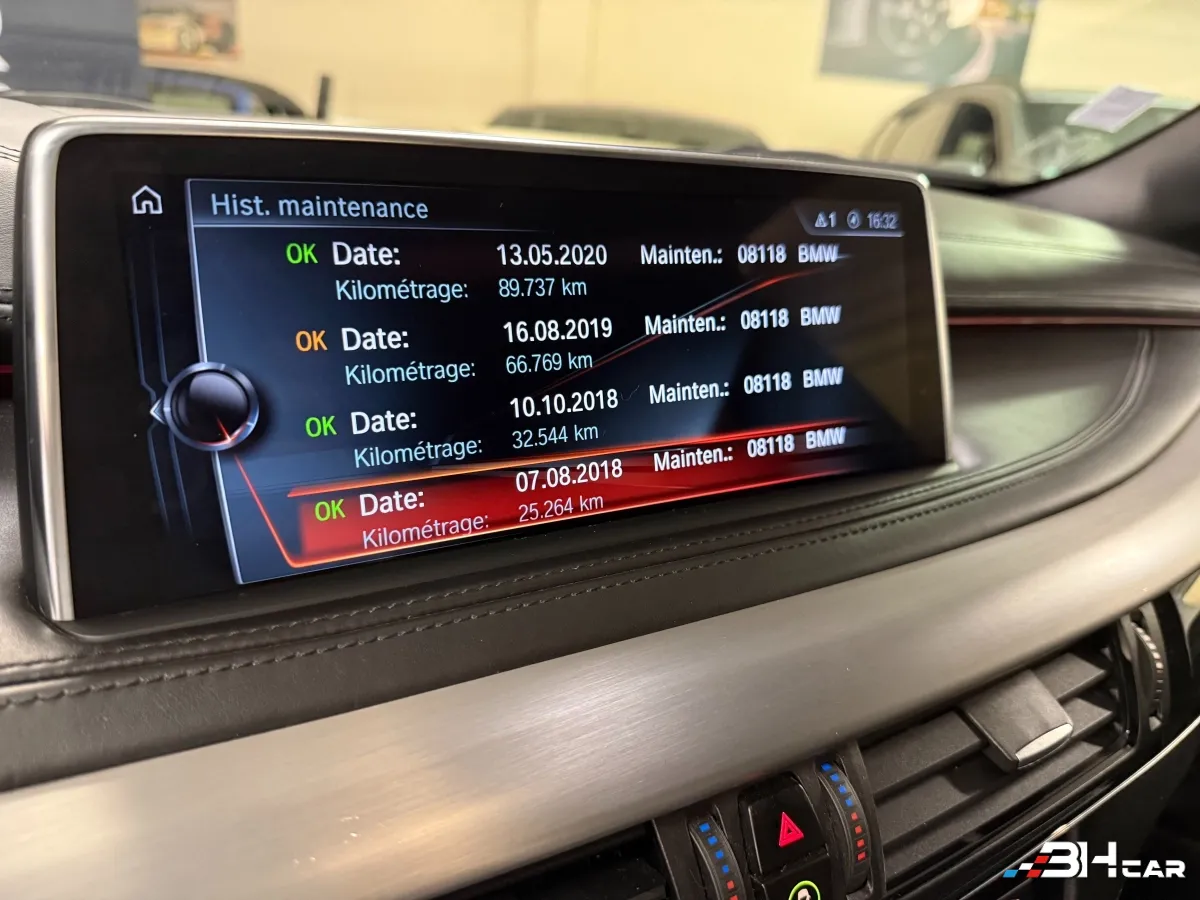 Hist. maintenance
1 16:32
OK Date: 13.05.2020 Mainten.: 08118 BMW
Kilométrage: 89.737 km
OK Date: 16.08.2019 Mainten.: 08118 BMW
Kilométrage: 66.769 km
OK Date: 10.10.2018 Mainten.: 08118 BMW
Kilométrage: 32.544 km
OK Date: 07.08.2018 Mainten.: 08118 BMW
Kilométrage: 25.264 km
3HCAR